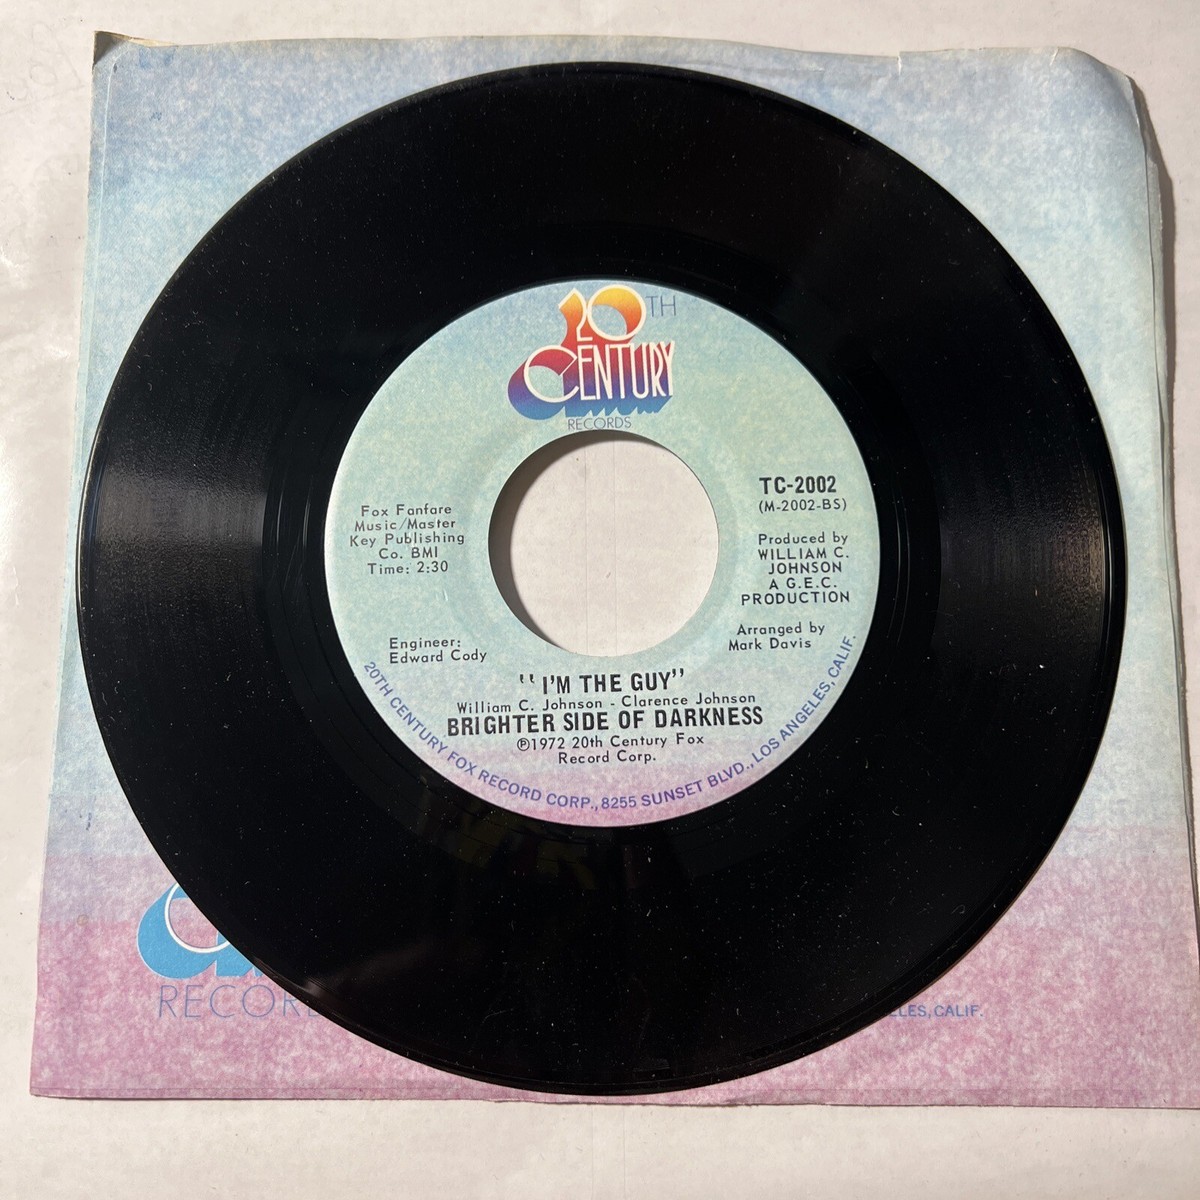 20TH
CENTURY
RECORDS
TC-2002
(M-2002-BS)
Fox Fanfare
Music/Master
Key Publishing
Co. BMI
Time: 2:30
Produced by
WILLIAM C.
JOHNSON
A G.E.C.
PRODUCTION
Engineer:
Edward Cody
Arranged by
Mark Davis
"I'M THE GUY"
William C. Johnson - Clarence Johnson
BRIGHTER SIDE OF DARKNESS
℗1972 20th Century Fox
Record Corp.
20TH CENTURY FOX RECORD CORP., 8255 SUNSET BLVD., LOS ANGELES, CALIF.
RECOR
LES, CALIF.